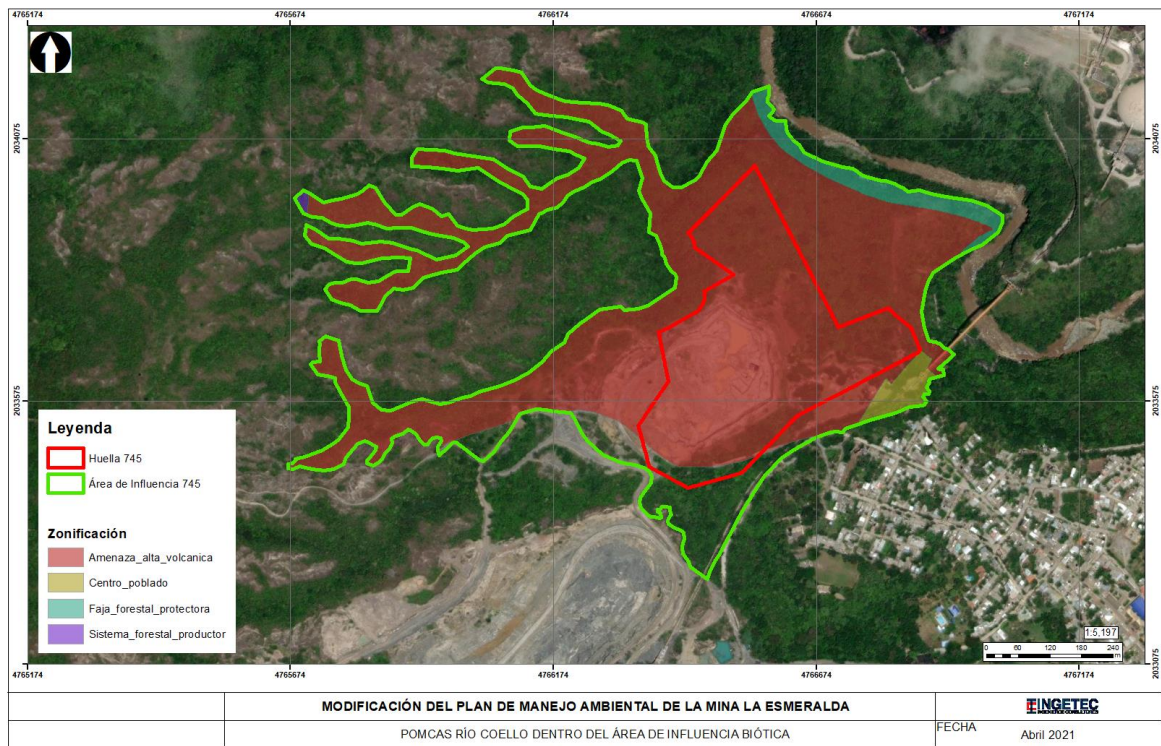 4765174 4765674 4766174 4766674 4767174
2034075 2034075
2033575 2033575
Leyenda
Huella 745
Área de Influencia 745
Zonificación
Amenaza_alta_volcanica
Centro_poblado
Faja_forestal_protectora
Sistema_forestal_productor
1:5,197
0 60 120 180 240
m
2033075
4765174 4765674 4766174 4766674 4767174
MODIFICACIÓN DEL PLAN DE MANEJO AMBIENTAL DE LA MINA LA ESMERALDA
INGETEC
INGENIEROS CONSULTORES
POMCAS RÍO COELLO DENTRO DEL ÁREA DE INFLUENCIA BIÓTICA
FECHA
Abril 2021